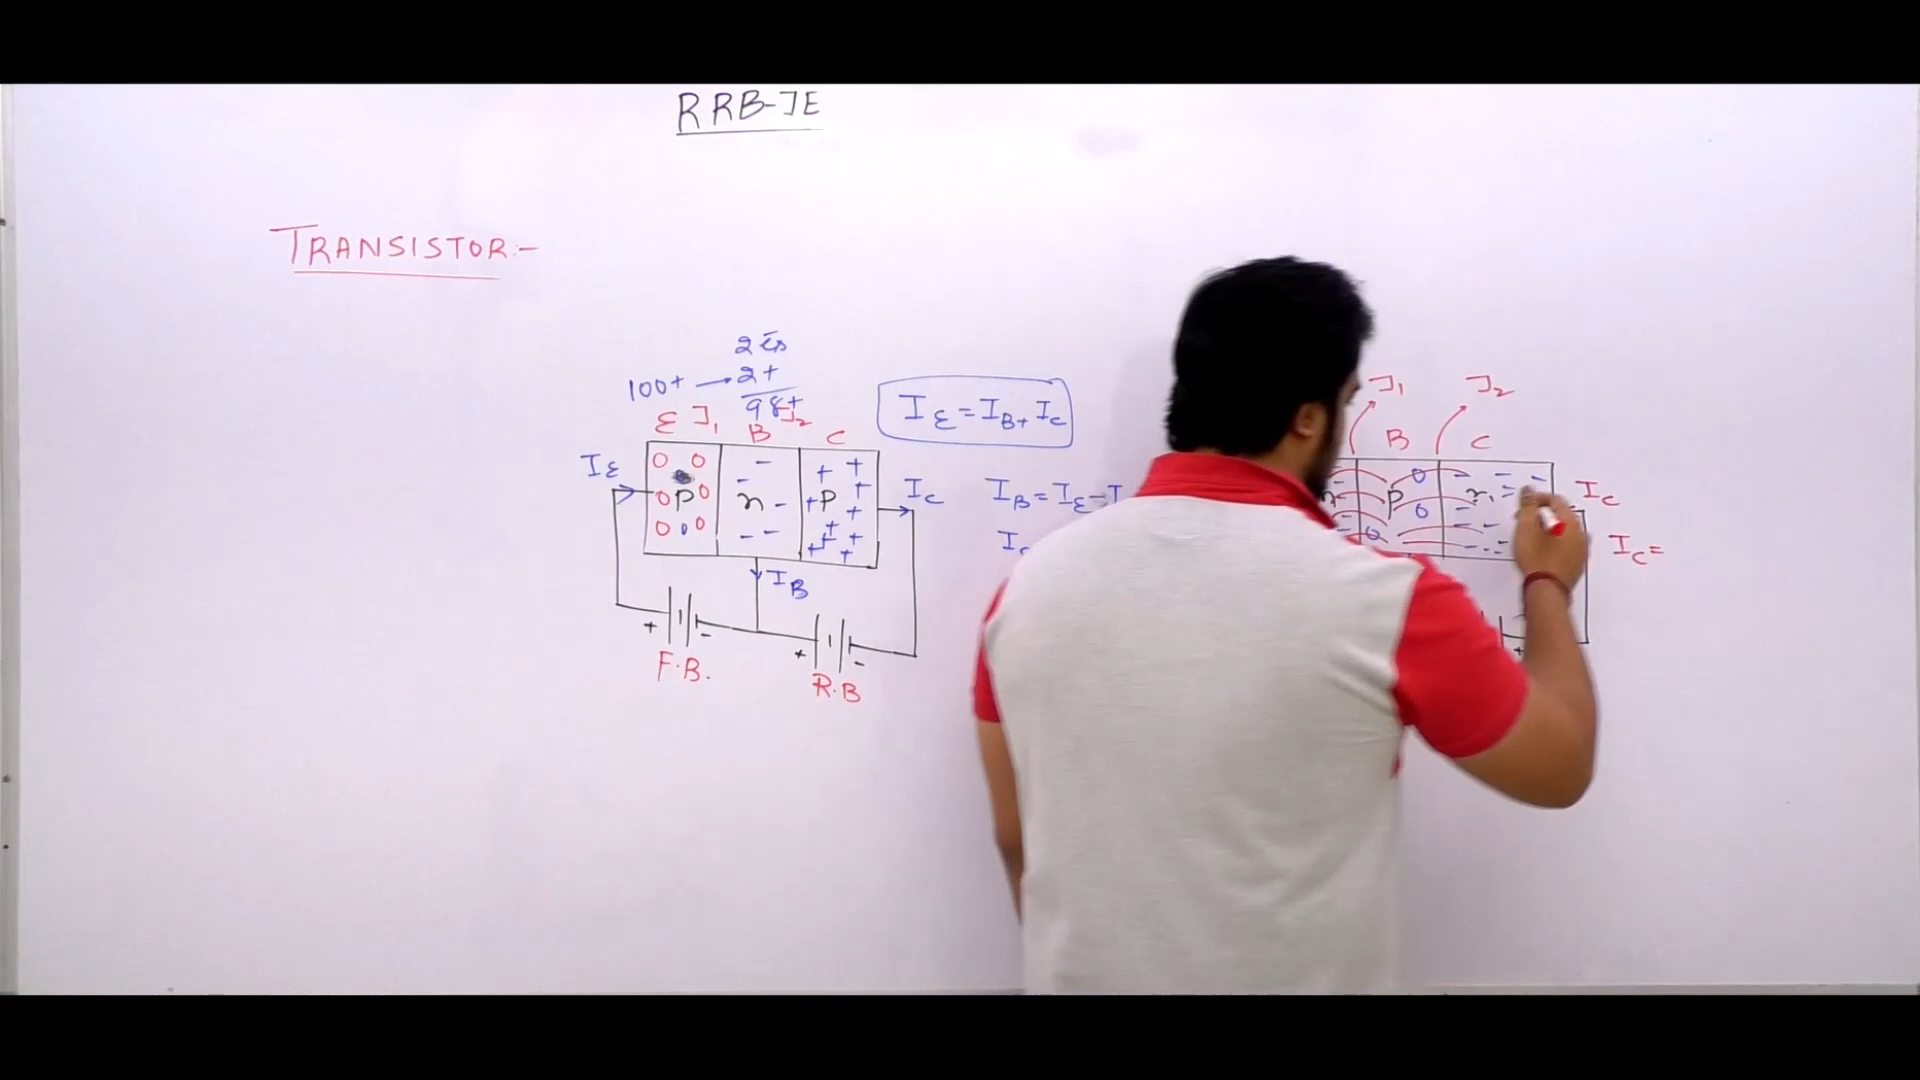 RRB-JE
TRANSISTOR:-
2 ēs
100+ → 2+
98+
E J1 B J2 C
IE
p n p
IC
IB
+ - + -
F.B. R.B
IE = IB + IC
IB = IE - I
J1 J2
B C
p n
IC
IC =
+